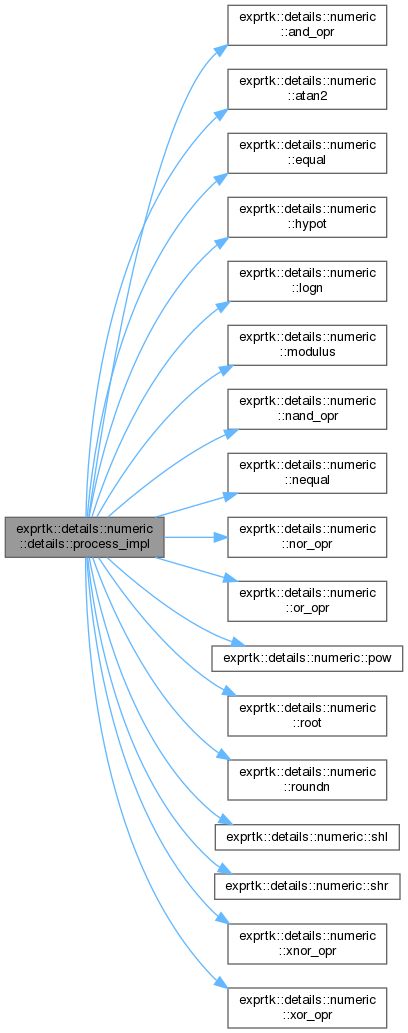 exprtk::details::numeric
::and_opr
exprtk::details::numeric
::atan2
exprtk::details::numeric
::equal
exprtk::details::numeric
::hypot
exprtk::details::numeric
::logn
exprtk::details::numeric
::modulus
exprtk::details::numeric
::nand_opr
exprtk::details::numeric
::nequal
exprtk::details::numeric
::details::process_impl
exprtk::details::numeric
::nor_opr
exprtk::details::numeric
::or_opr
exprtk::details::numeric::pow
exprtk::details::numeric
::root
exprtk::details::numeric
::roundn
exprtk::details::numeric::shl
exprtk::details::numeric::shr
exprtk::details::numeric
::xnor_opr
exprtk::details::numeric
::xor_opr